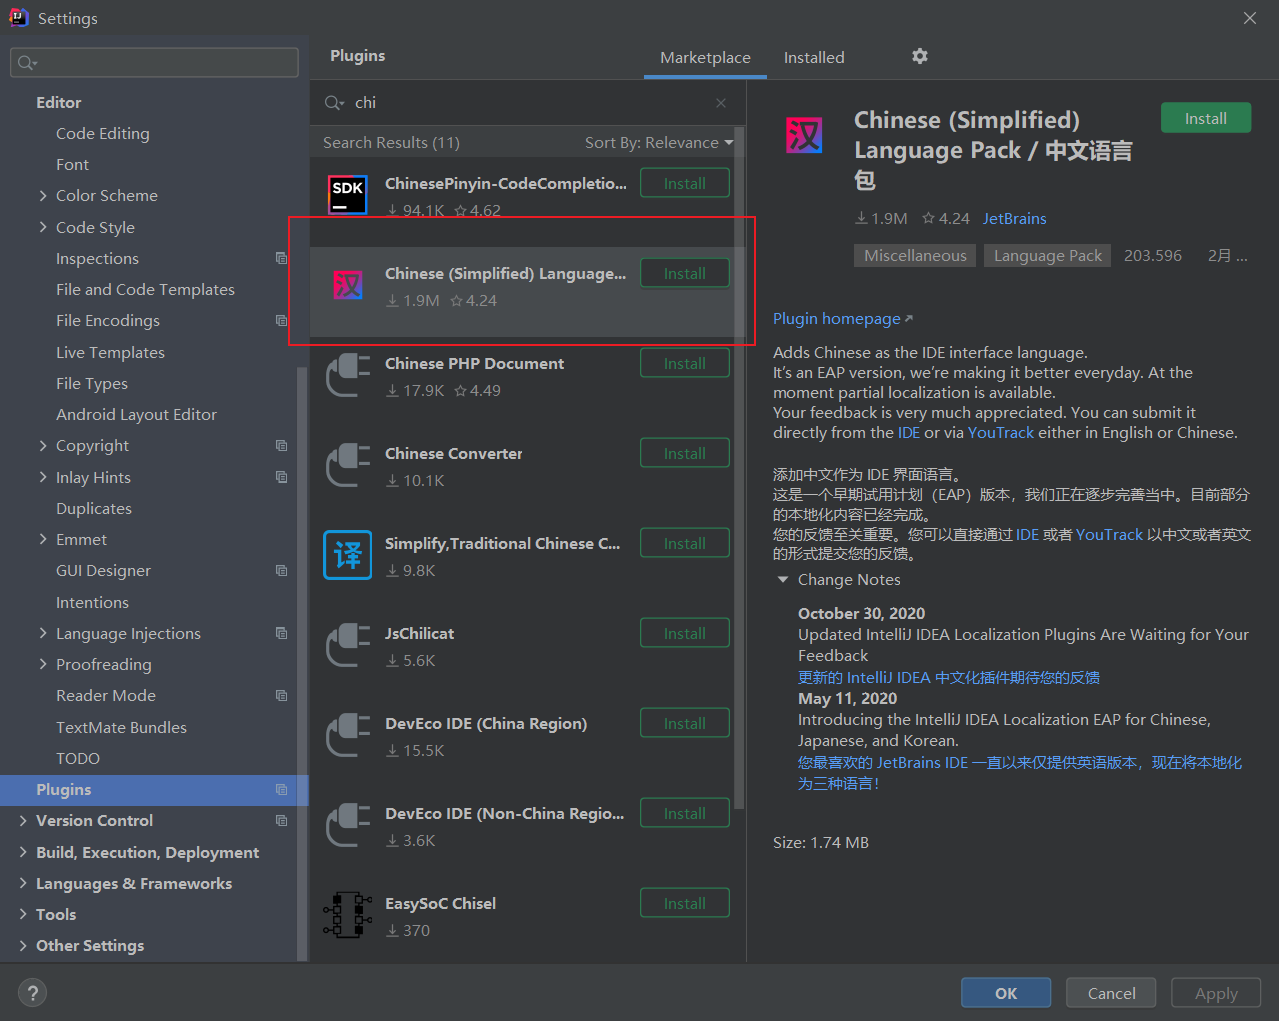 Settings
Plugins
Marketplace
Installed
Editor
Code Editing
Font
Color Scheme
Code Style
Inspections
File and Code Templates
File Encodings
Live Templates
File Types
Android Layout Editor
Copyright
Inlay Hints
Duplicates
Emmet
GUI Designer
Intentions
Language Injections
Proofreading
Reader Mode
TextMate Bundles
TODO
Plugins
Version Control
Build, Execution, Deployment
Languages & Frameworks
Tools
Other Settings
chi
Search Results (11)
Sort By: Relevance
SDK
ChinesePinyin-CodeCompletio...
Install
94.1K 4.62
汉
Chinese (Simplified) Language...
Install
1.9M 4.24
Chinese PHP Document
Install
17.9K 4.49
Chinese Converter
Install
10.1K
译
Simplify,Traditional Chinese C...
Install
9.8K
JsChilicat
Install
5.6K
DevEco IDE (China Region)
Install
15.5K
DevEco IDE (Non-China Regio...
Install
3.6K
EasySoC Chisel
Install
370
汉
Chinese (Simplified)
Language Pack / 中文语言
包
Install
1.9M 4.24 JetBrains
Miscellaneous Language Pack 203.596 2月 ...
Plugin homepage
Adds Chinese as the IDE interface language.
It's an EAP version, we're making it better everyday. At the
moment partial localization is available.
Your feedback is very much appreciated. You can submit it
directly from the IDE or via YouTrack either in English or Chinese.
添加中文作为 IDE 界面语言。
这是一个早期试用计划（EAP）版本，我们正在逐步完善当中。目前部分
的本地化内容已经完成。
您的反馈至关重要。您可以直接通过 IDE 或者 YouTrack 以中文或者英文
的形式提交您的反馈。
Change Notes
October 30, 2020
Updated IntelliJ IDEA Localization Plugins Are Waiting for Your
Feedback
更新的 IntelliJ IDEA 中文化插件期待您的反馈
May 11, 2020
Introducing the IntelliJ IDEA Localization EAP for Chinese,
Japanese, and Korean.
您最喜欢的 JetBrains IDE 一直以来仅提供英语版本，现在将本地化
为三种语言！
Size: 1.74 MB
?
OK
Cancel
Apply